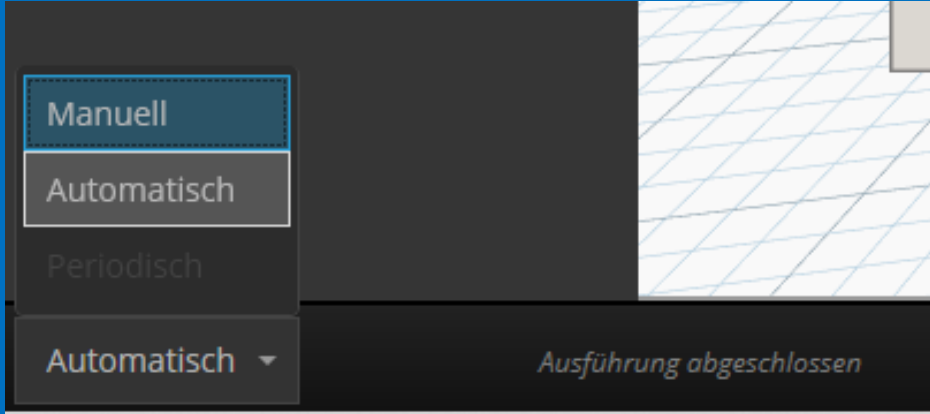 Manuell
Automatisch
Periodisch
Automatisch
Ausführung abgeschlossen